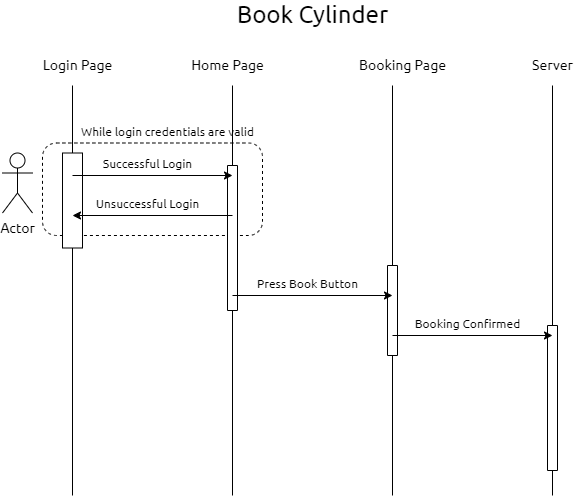 Book Cylinder
Login Page
Home Page
Booking Page
Server
While login credentials are valid
Successful Login
Unsuccessful Login
Actor
Press Book Button
Booking Confirmed